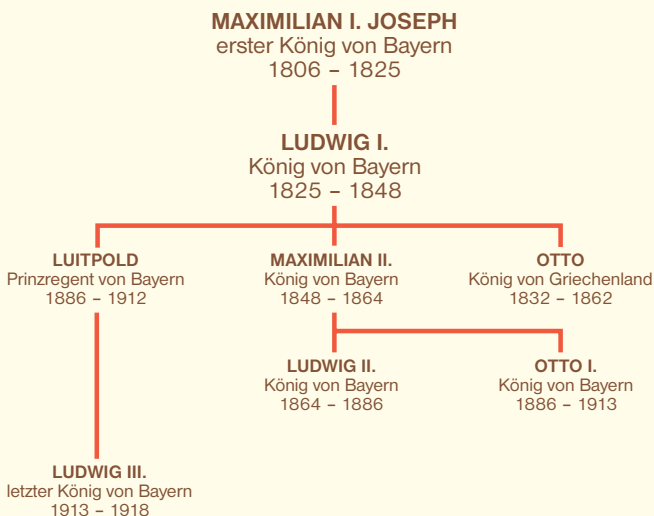 MAXIMILIAN I. JOSEPH
erster König von Bayern
1806 – 1825
LUDWIG I.
König von Bayern
1825 – 1848
LUITPOLD
Prinzregent von Bayern
1886 – 1912
MAXIMILIAN II.
König von Bayern
1848 – 1864
OTTO
König von Griechenland
1832 – 1862
LUDWIG II.
König von Bayern
1864 – 1886
OTTO I.
König von Bayern
1886 – 1913
LUDWIG III.
letzter König von Bayern
1913 – 1918